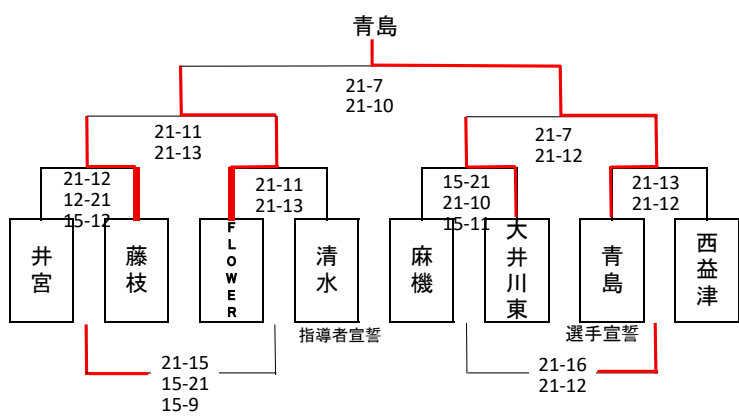 青島
21-7
21-10
21-11
21-13
21-7
21-12
21-12
12-21
15-12
21-11
21-13
15-21
21-10
15-11
21-13
21-12
井宮
藤枝
FLOWER
清水
麻機
大井川東
青島
西益津
指導者宣誓
選手宣誓
21-15
15-21
15-9
21-16
21-12